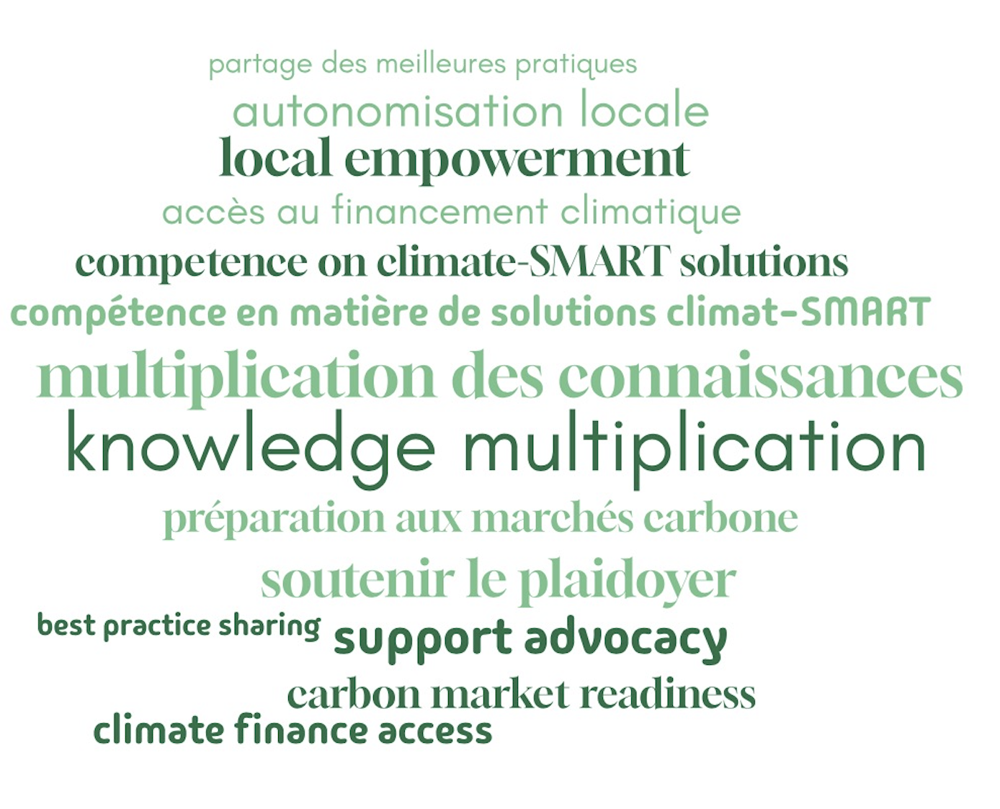 partage des meilleures pratiques
autonomisation locale
local empowerment
accès au financement climatique
competence on climate-SMART solutions
compétence en matière de solutions climat-SMART
multiplication des connaissances
knowledge multiplication
préparation aux marchés carbone
soutenir le plaidoyer
best practice sharing
support advocacy
carbon market readiness
climate finance access